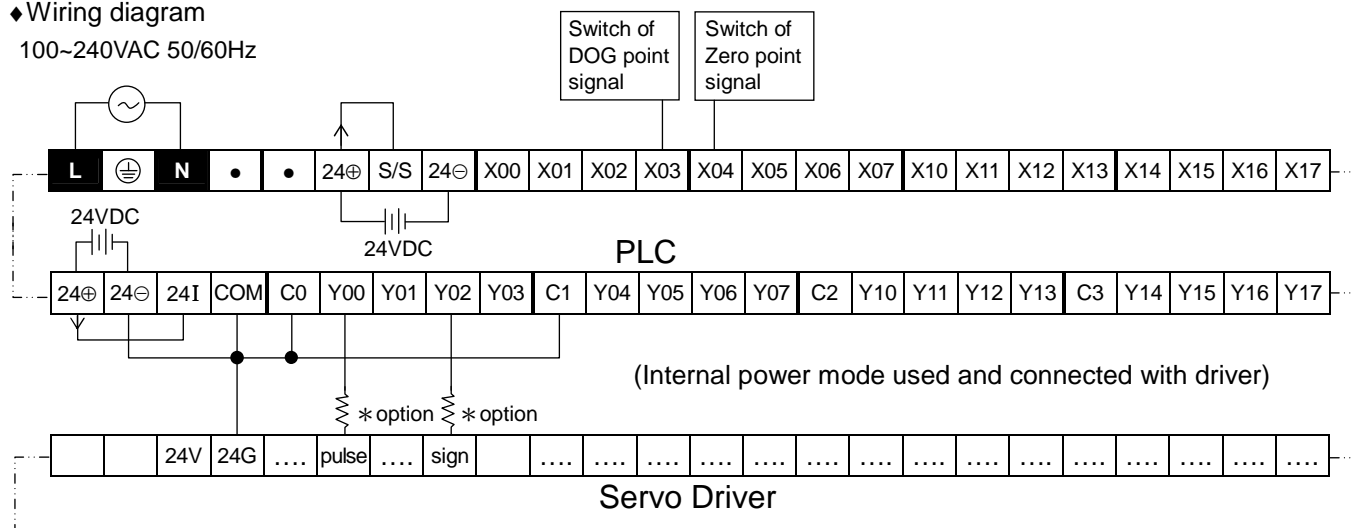 ♦Wiring diagram
100~240VAC 50/60Hz
Switch of
DOG point
signal
Switch of
Zero point
signal
L ⏚ N • • 24⊕ S/S 24⊖ X00 X01 X02 X03 X04 X05 X06 X07 X10 X11 X12 X13 X14 X15 X16 X17
24VDC
24VDC
PLC
24⊕ 24⊖ 24I COM C0 Y00 Y01 Y02 Y03 C1 Y04 Y05 Y06 Y07 C2 Y10 Y11 Y12 Y13 C3 Y14 Y15 Y16 Y17
(Internal power mode used and connected with driver)
*option *option
24V 24G .... pulse .... sign .... .... .... .... .... .... .... .... .... .... .... .... .... .... ....
Servo Driver